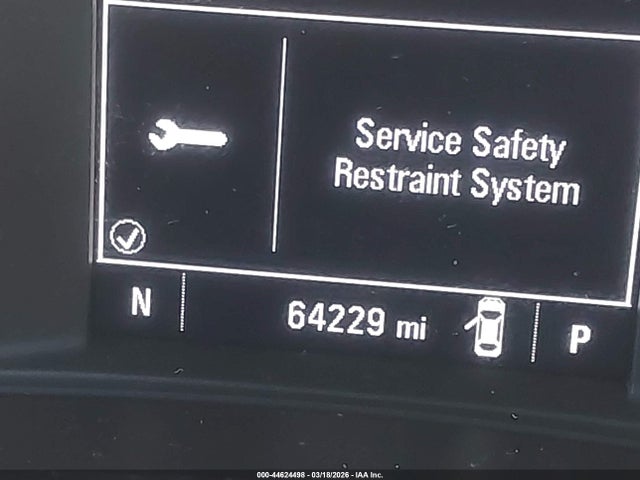 Service Safety
Restraint System
N 64229 mi P
000-44624498 - 03/18/2026 - IAA Inc.